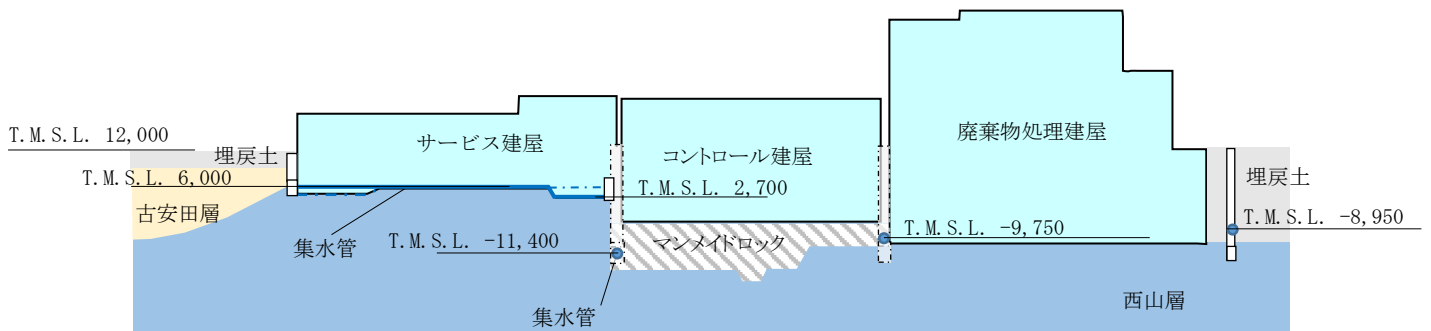 廃棄物処理建屋
T.M.S.L. 12,000
サービス建屋
埋戻土
コントロール建屋
T.M.S.L. 6,000
T.M.S.L. 2,700
埋戻土
古安田層
T.M.S.L. -8,950
集水管
T.M.S.L. -11,400
マンメイドロック
T.M.S.L. -9,750
西山層
集水管